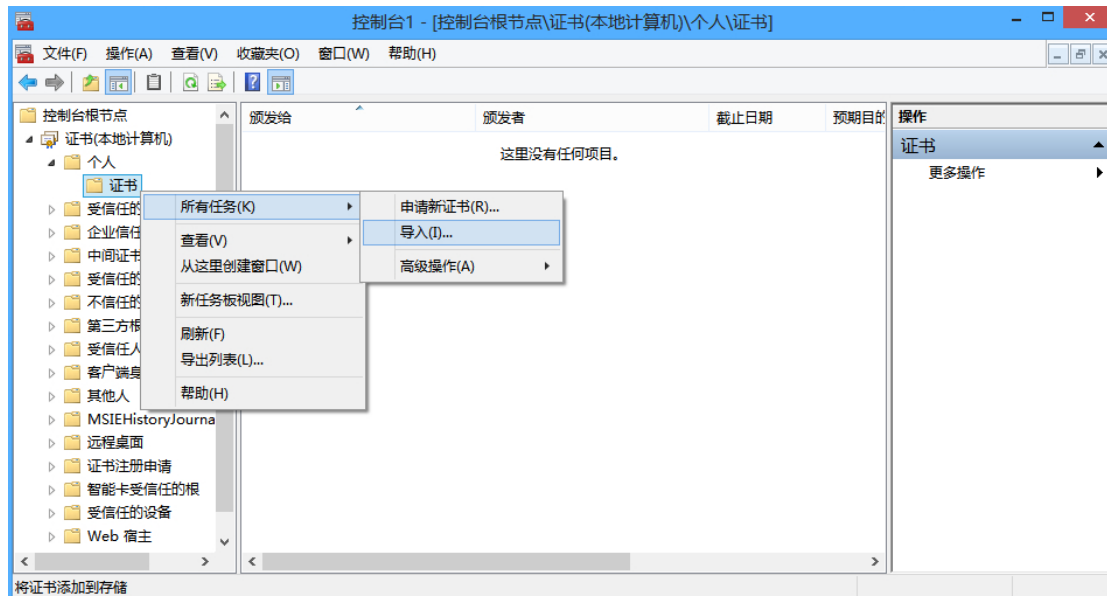 控制台1 - [控制台根节点\证书(本地计算机)\个人\证书]
文件(F) 操作(A) 查看(V) 收藏夹(O) 窗口(W) 帮助(H)
控制台根节点
证书(本地计算机)
个人
证书
受信任的
企业信任
中间证书
受信任的
不信任的
第三方根
受信任人
客户端身
其他人
MSIEHistoryJourna
远程桌面
证书注册申请
智能卡受信任的根
受信任的设备
Web 宿主
所有任务(K)
查看(V)
从这里创建窗口(W)
新任务板视图(T)...
刷新(F)
导出列表(L)...
帮助(H)
申请新证书(R)...
导入(I)...
高级操作(A)
颁发给 颁发者 截止日期 预期目的
这里没有任何项目。
操作
证书
更多操作
将证书添加到存储